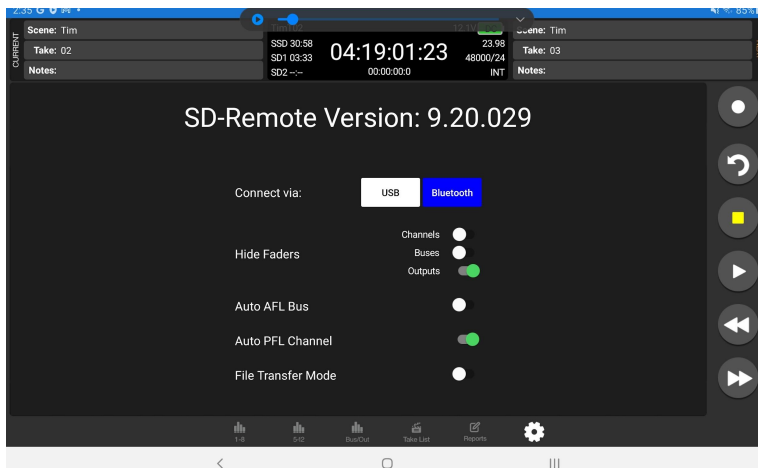 2:35 G
85%
CURRENT
Scene: Tim
Take: 02
Notes:
12.1V
SSD 30:58
SD1 03:33
SD2 --:--
04:19:01:23
00:00:00:0
23.98
48000/24
INT
Scene: Tim
Take: 03
Notes:
SD-Remote Version: 9.20.029
Connect via:
USB
Bluetooth
Hide Faders
Channels
Buses
Outputs
Auto AFL Bus
Auto PFL Channel
File Transfer Mode
1-8
5-12
Bus/Out
Take List
Reports